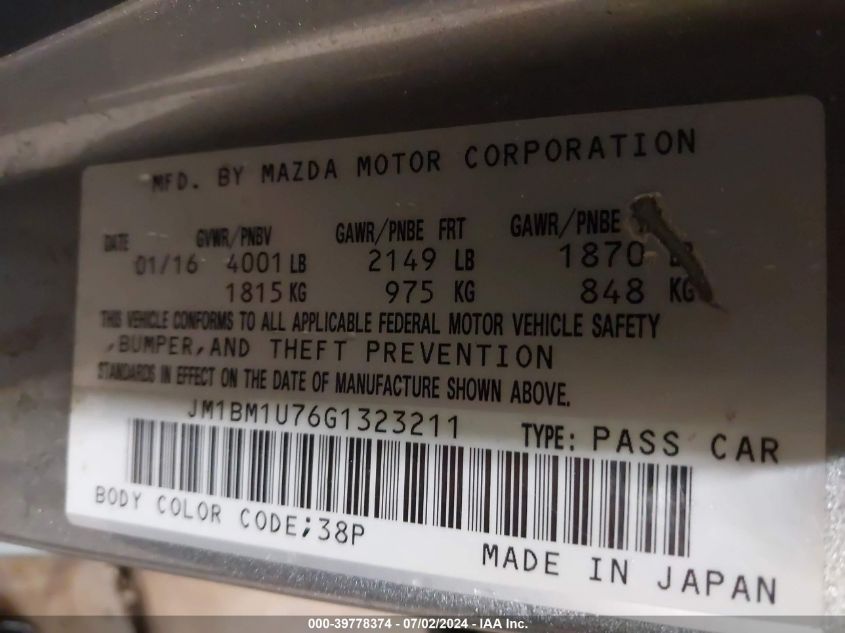 MFD. BY MAZDA MOTOR CORPORATION
DATE GVWR/PNBV GAWR/PNBE FRT GAWR/PNBE
01/16 4001 LB 2149 LB 1870 LB
1815 KG 975 KG 848 KG
THIS VEHICLE CONFORMS TO ALL APPLICABLE FEDERAL MOTOR VEHICLE SAFETY
,BUMPER,AND THEFT PREVENTION
STANDARDS IN EFFECT ON THE DATE OF MANUFACTURE SHOWN ABOVE.
JM1BM1U76G1323211 TYPE: PASS CAR
BODY COLOR CODE;38P
MADE IN JAPAN
000-39778374 - 07/02/2024 - IAA Inc.